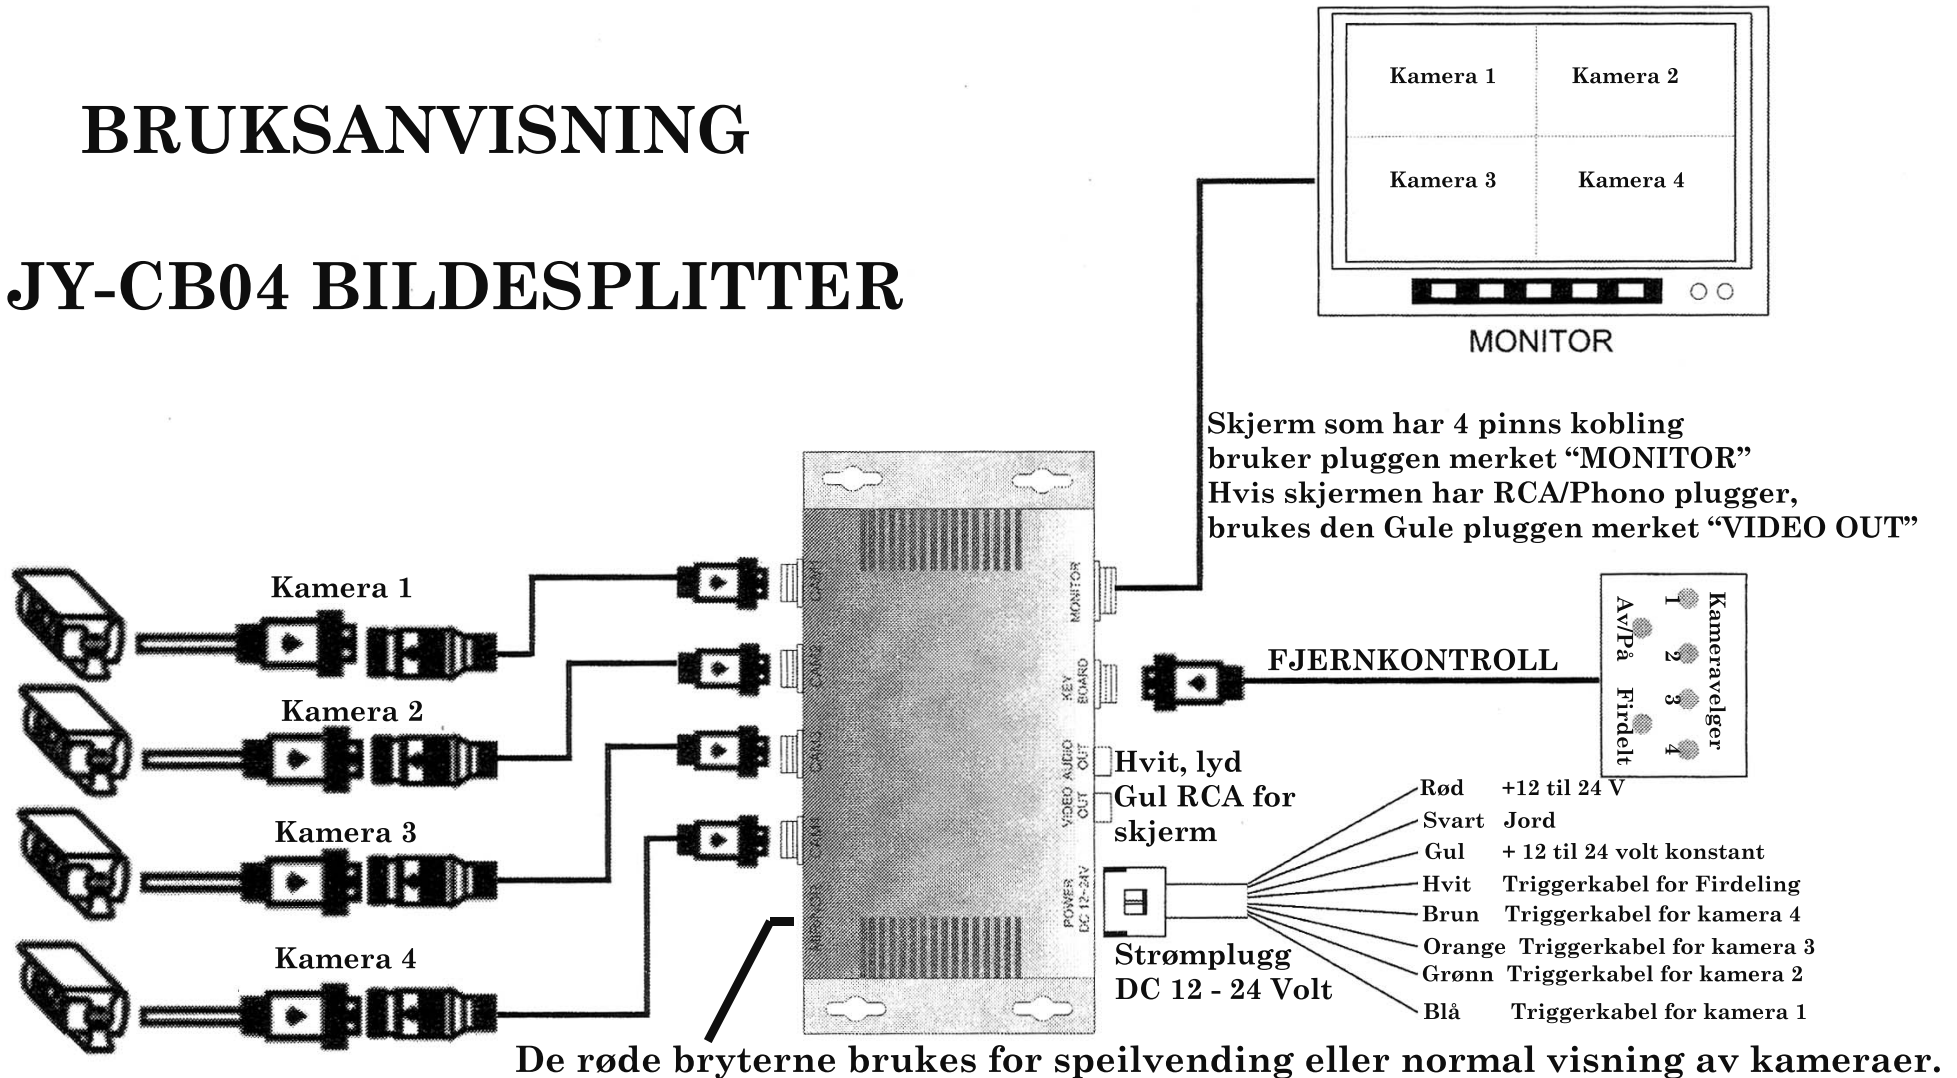 BRUKSANVISNING
JY-CB04 BILDESPLITTER
Kamera 1
Kamera 2
Kamera 3
Kamera 4
MONITOR
Skjerm som har 4 pinns kobling
bruker pluggen merket “MONITOR”
Hvis skjermen har RCA/Phono plugger,
brukes den Gule pluggen merket “VIDEO OUT”
Kamera 1
Kamera 2
Kamera 3
Kamera 4
CAM1
CAM2
CAM3
CAM4
MIRROR
MONITOR
KEY
BOARD
AUDIO
OUT
VIDEO
OUT
POWER
DC 12~24V
FJERNKONTROLL
Kameravelger
1
2
3
4
Av/På
Firdelt
Hvit, lyd
Gul RCA for
skjerm
Strømplugg
DC 12 - 24 Volt
Rød +12 til 24 V
Svart Jord
Gul + 12 til 24 volt konstant
Hvit Triggerkabel for Firdeling
Brun Triggerkabel for kamera 4
Orange Triggerkabel for kamera 3
Grønn Triggerkabel for kamera 2
Blå Triggerkabel for kamera 1
De røde bryterne brukes for speilvending eller normal visning av kameraer.